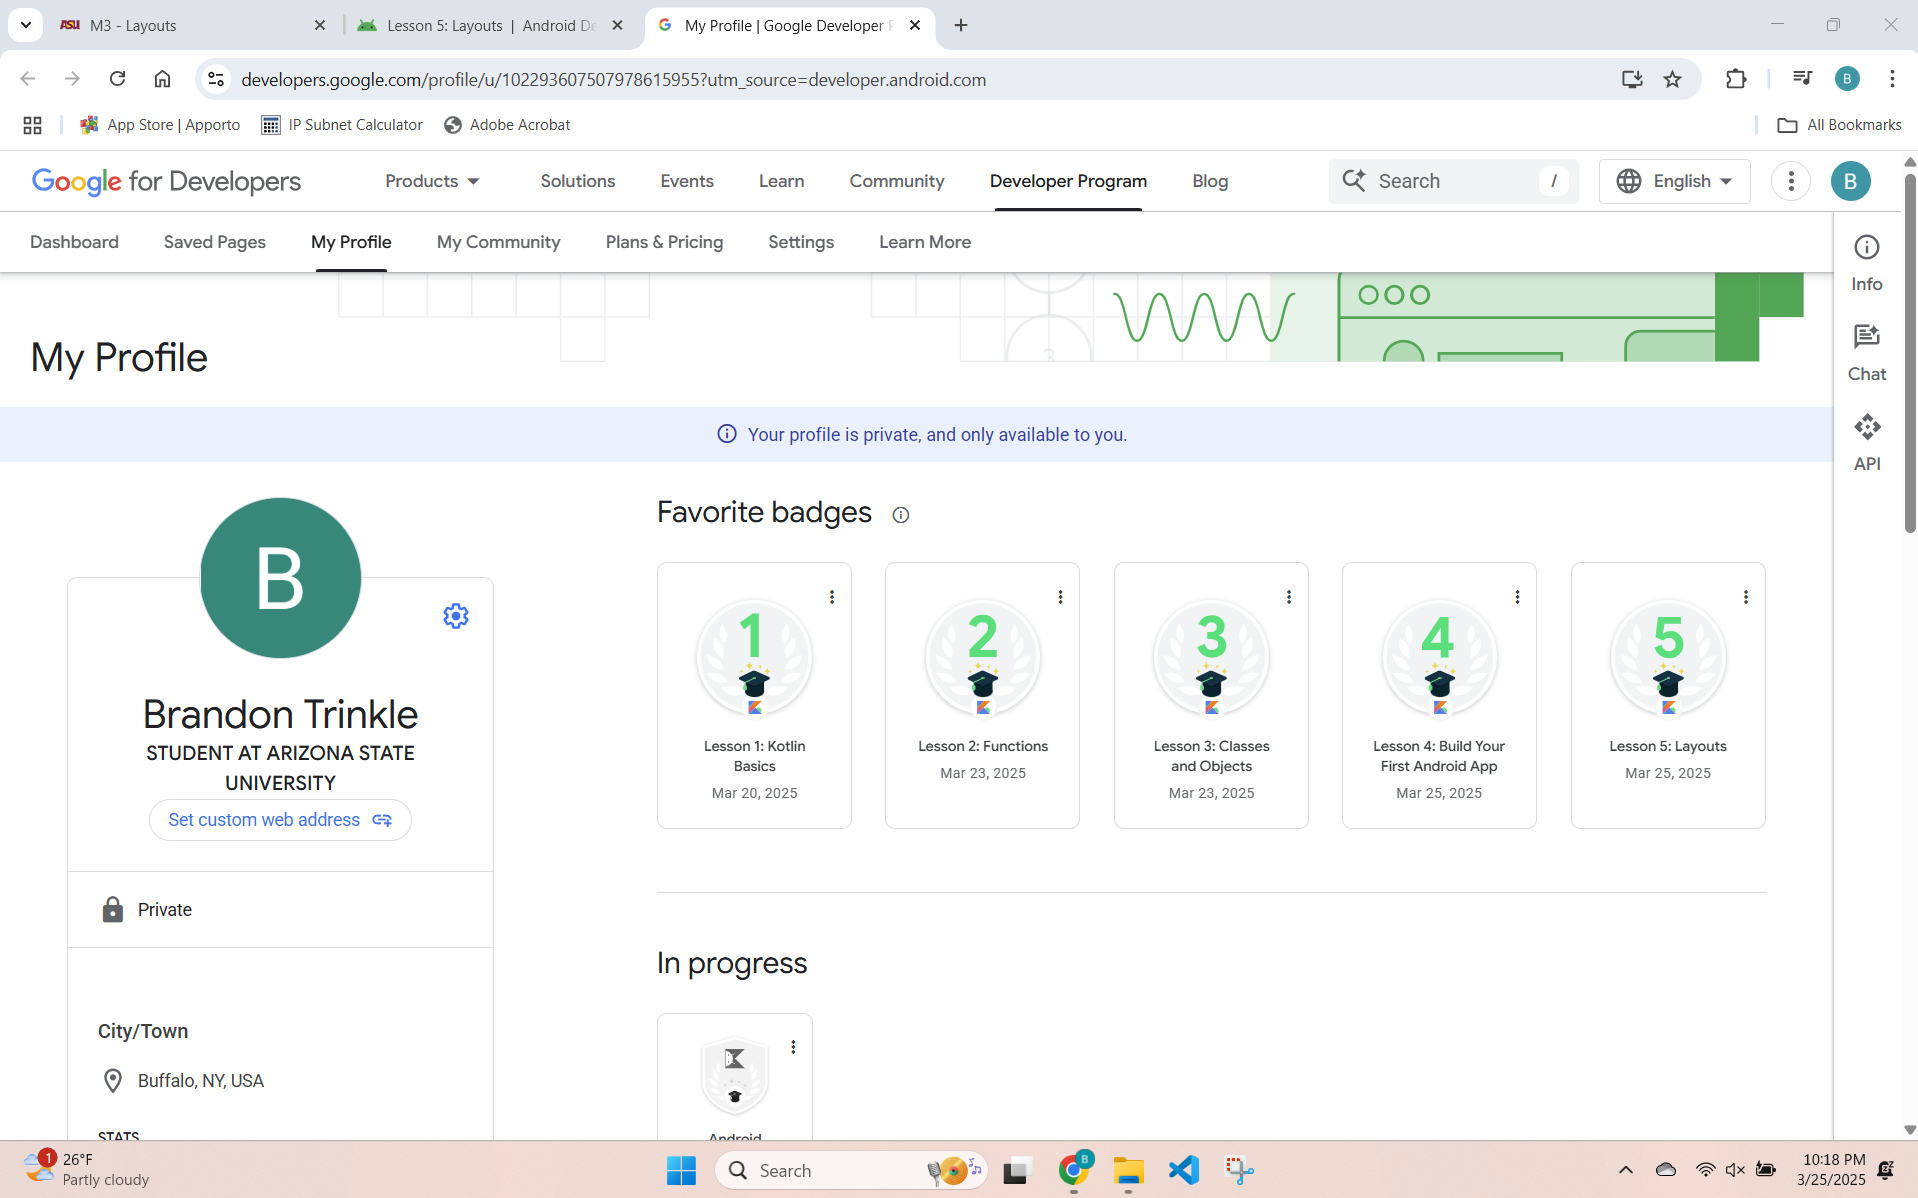 M3 - Layouts
Lesson 5: Layouts | Android De
My Profile | Google Developer P
developers.google.com/profile/u/102293607507978615955?utm_source=developer.android.com
B
App Store | Apporto
IP Subnet Calculator
Adobe Acrobat
All Bookmarks
Google for Developers
Products
Solutions
Events
Learn
Community
Developer Program
Blog
Search
/
English
B
Dashboard
Saved Pages
My Profile
My Community
Plans & Pricing
Settings
Learn More
Info
Chat
API
My Profile
3
Your profile is private, and only available to you.
B
Brandon Trinkle
STUDENT AT ARIZONA STATE
UNIVERSITY
Set custom web address
Private
City/Town
Buffalo, NY, USA
STATS
Favorite badges
1
Lesson 1: Kotlin
Basics
Mar 20, 2025
2
Lesson 2: Functions
Mar 23, 2025
3
Lesson 3: Classes
and Objects
Mar 23, 2025
4
Lesson 4: Build Your
First Android App
Mar 25, 2025
5
Lesson 5: Layouts
Mar 25, 2025
In progress
Android
1
26°F
Partly cloudy
Search
B
10:18 PM
3/25/2025